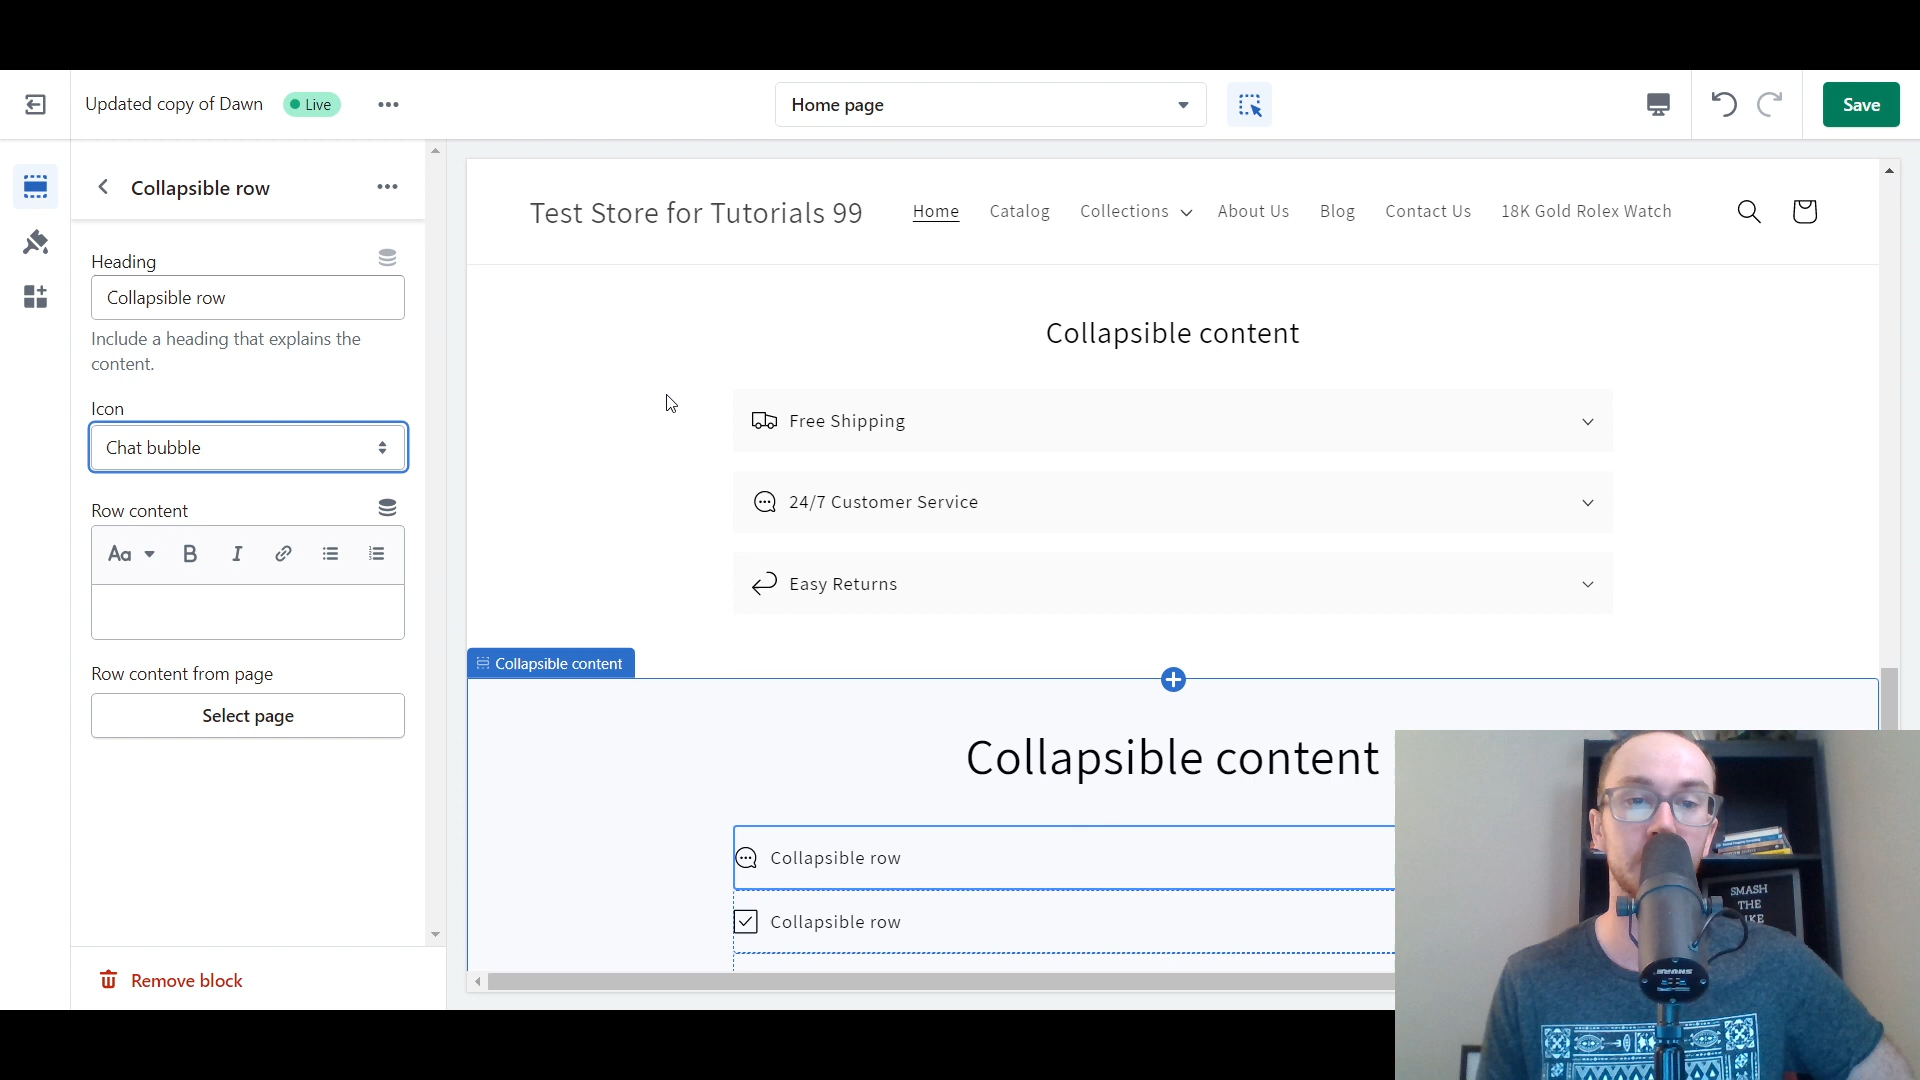 Updated copy of Dawn
Live
Home page
Save
Collapsible row
Heading
Collapsible row
Include a heading that explains the
content.
Icon
Chat bubble
Row content
Aa B I
Row content from page
Select page
Remove block
Test Store for Tutorials 99
Home Catalog Collections About Us Blog Contact Us 18K Gold Rolex Watch
Collapsible content
Free Shipping
24/7 Customer Service
Easy Returns
Collapsible content
Collapsible content
Collapsible row
Collapsible row
SMASH
THE
SHURE